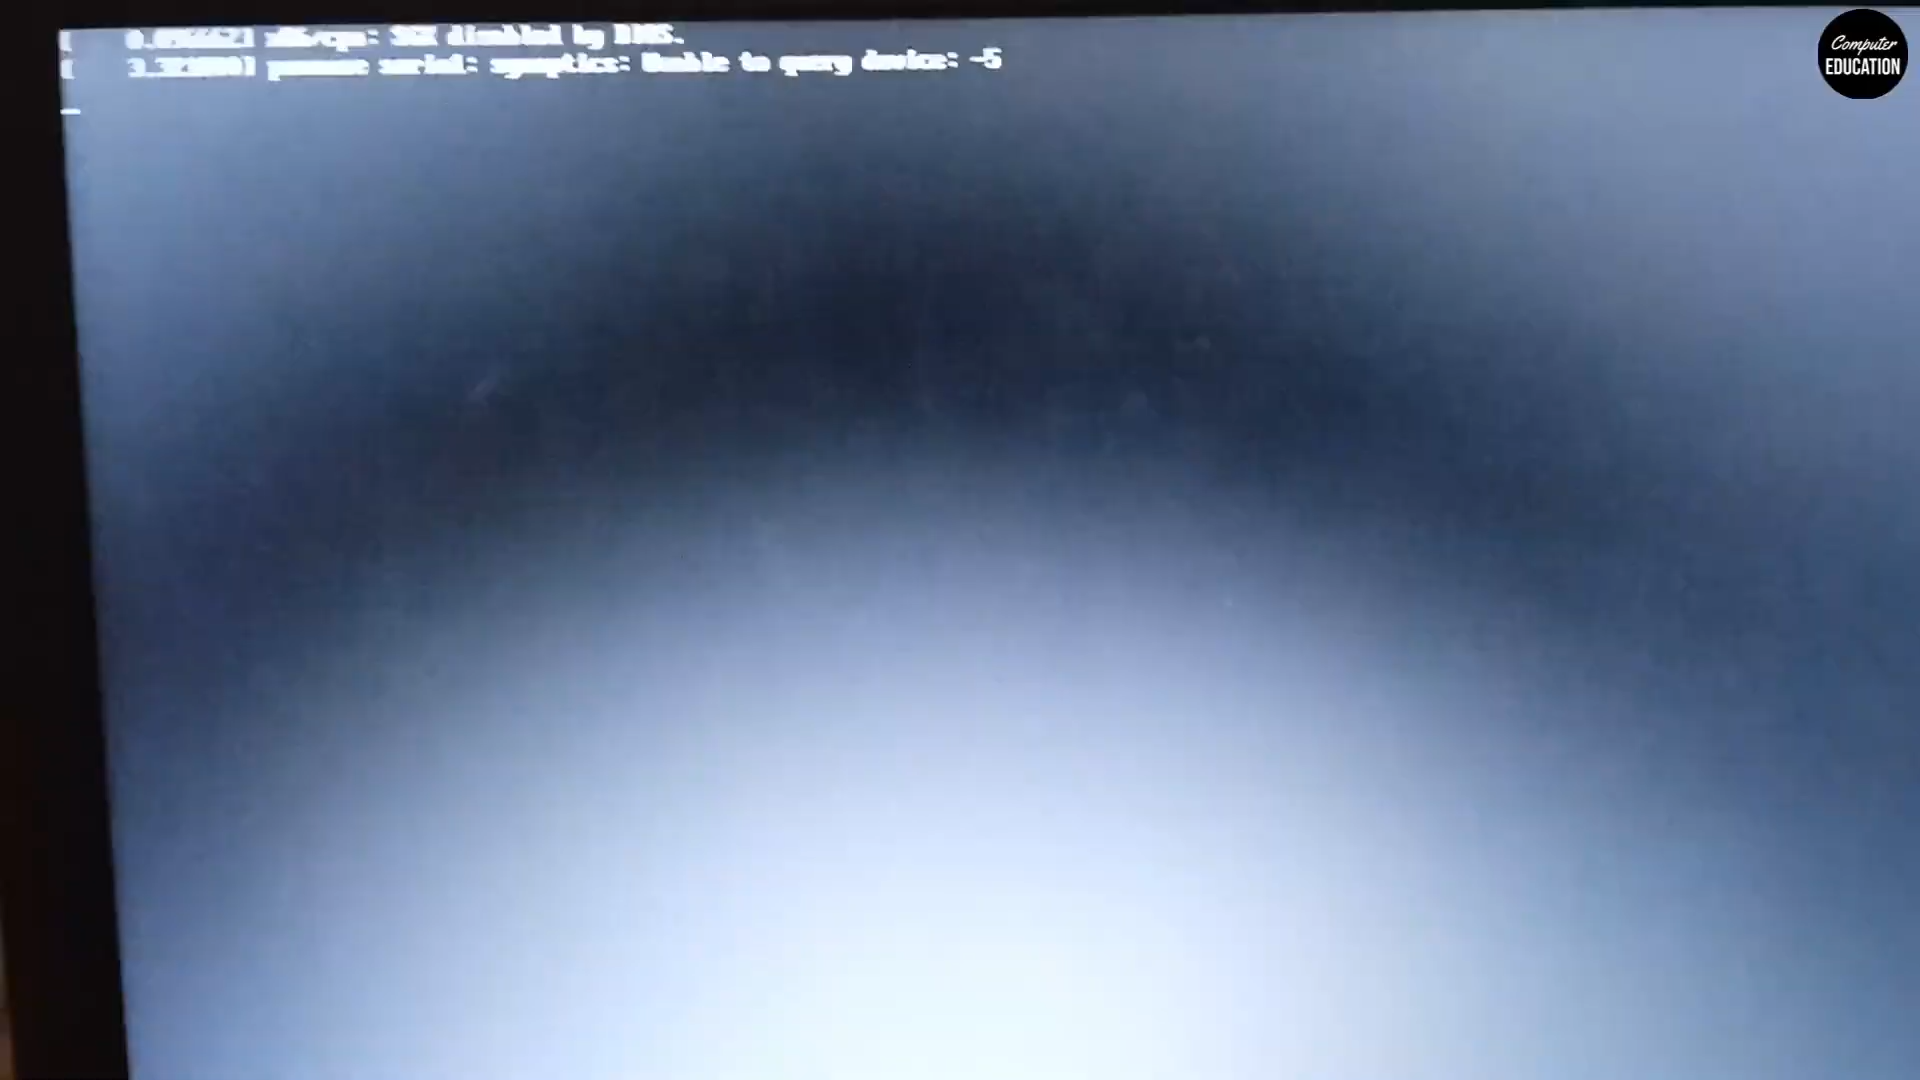 x86/cpu: SGX disabled by BIOS.
psmouse serio1: synaptics: Unable to query device: -5
Computer
EDUCATION